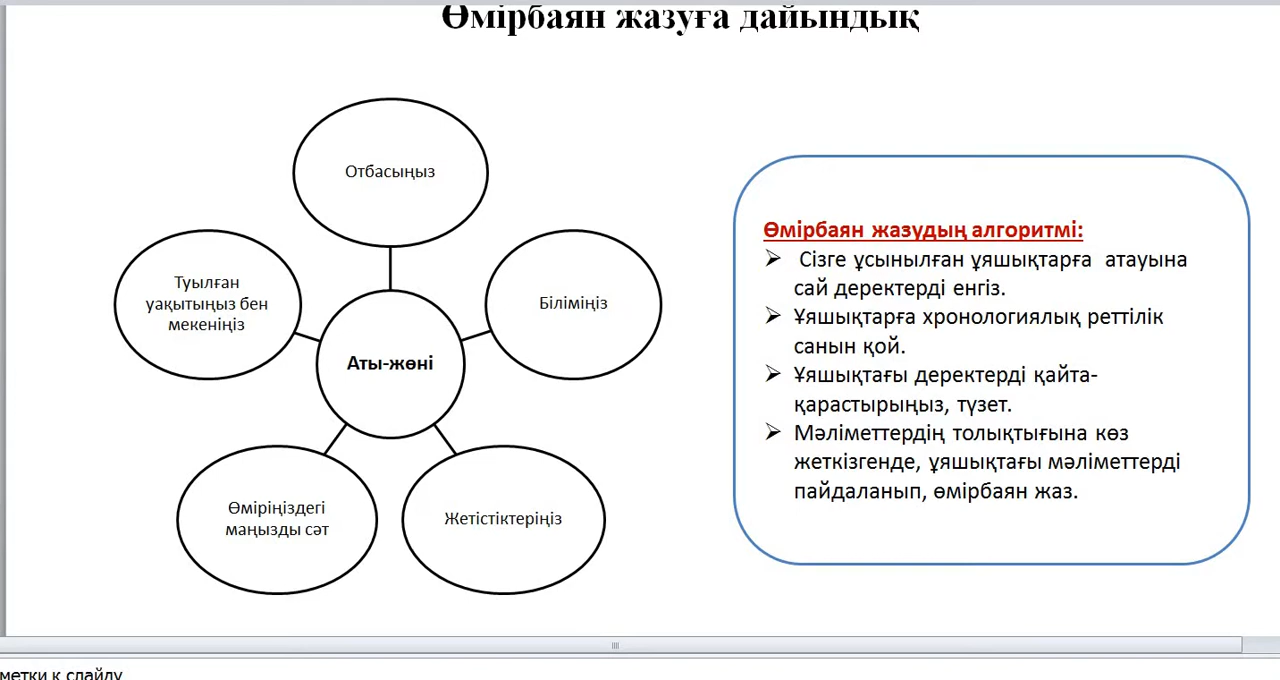 Өмірбаян жазуға дайындық
Отбасыңыз
Туылған
уақытыңыз бен
мекеніңіз
Біліміңіз
Аты-жөні
Өміріңіздегі
маңызды сәт
Жетістіктеріңіз
Өмірбаян жазудың алгоритмі:
➢ Сізге ұсынылған ұяшықтарға атауына
сай деректерді енгіз.
➢ Ұяшықтарға хронологиялық реттілік
санын қой.
➢ Ұяшықтағы деректерді қайта-
қарастырыңыз, түзет.
➢ Мәліметтердің толықтығына көз
жеткізгенде, ұяшықтағы мәліметтерді
пайдаланып, өмірбаян жаз.
метки к слайду